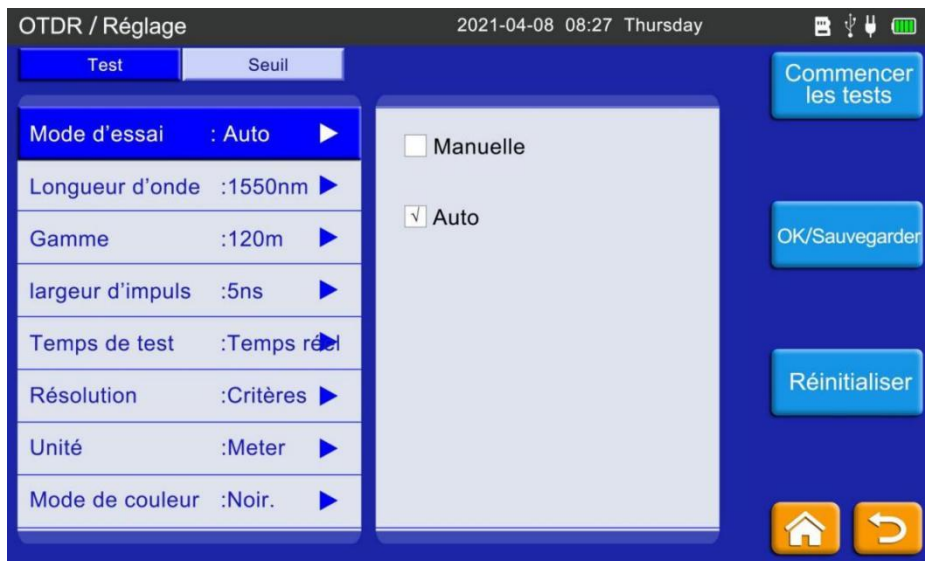 OTDR / Réglage 2021-04-08 08:27 Thursday
Test Seuil
Commencer
les tests
Mode d'essai : Auto
Longueur d'onde :1550nm
Gamme :120m
largeur d'impuls :5ns
Temps de test :Temps réel
Résolution :Critères
Unité :Meter
Mode de couleur :Noir.
Manuelle
√ Auto
OK/Sauvegarder
Réinitialiser